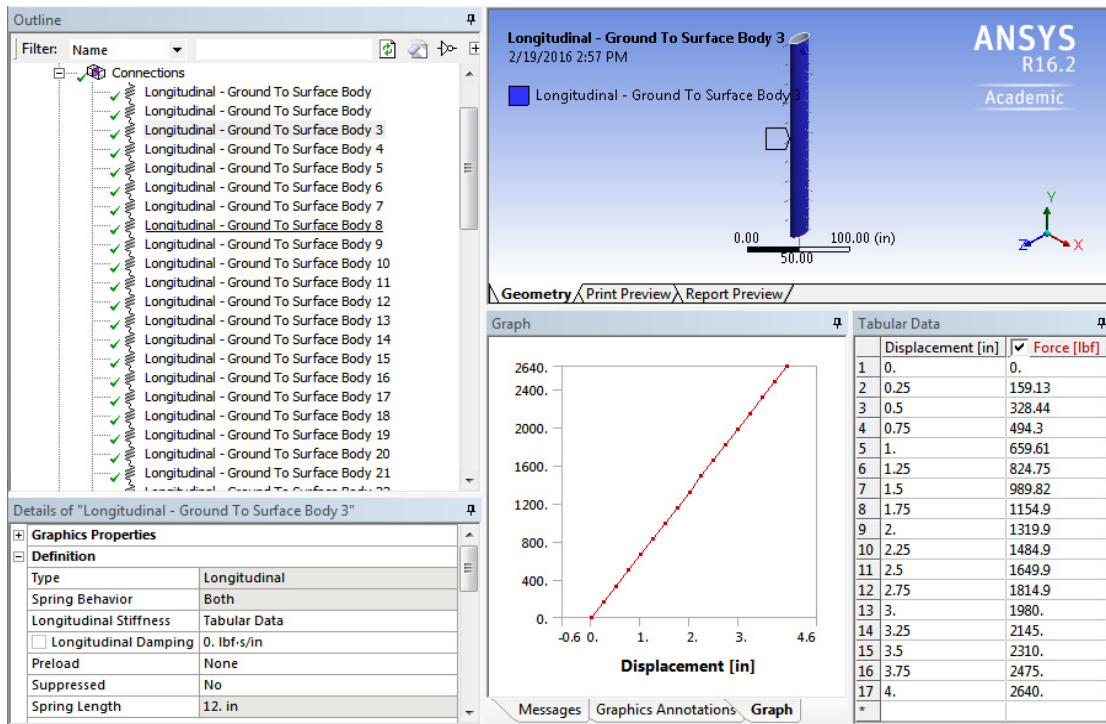 Outline
Filter: Name
Connections
Longitudinal - Ground To Surface Body
Longitudinal - Ground To Surface Body
Longitudinal - Ground To Surface Body 3
Longitudinal - Ground To Surface Body 4
Longitudinal - Ground To Surface Body 5
Longitudinal - Ground To Surface Body 6
Longitudinal - Ground To Surface Body 7
Longitudinal - Ground To Surface Body 8
Longitudinal - Ground To Surface Body 9
Longitudinal - Ground To Surface Body 10
Longitudinal - Ground To Surface Body 11
Longitudinal - Ground To Surface Body 12
Longitudinal - Ground To Surface Body 13
Longitudinal - Ground To Surface Body 14
Longitudinal - Ground To Surface Body 15
Longitudinal - Ground To Surface Body 16
Longitudinal - Ground To Surface Body 17
Longitudinal - Ground To Surface Body 18
Longitudinal - Ground To Surface Body 19
Longitudinal - Ground To Surface Body 20
Longitudinal - Ground To Surface Body 21
Details of "Longitudinal - Ground To Surface Body 3"
Graphics Properties
Definition
Type Longitudinal
Spring Behavior Both
Longitudinal Stiffness Tabular Data
Longitudinal Damping 0. lbf·s/in
Preload None
Suppressed No
Spring Length 12. in
Longitudinal - Ground To Surface Body 3
2/19/2016 2:57 PM
Longitudinal - Ground To Surface Body 3
ANSYS
R16.2
Academic
Y
Z X
0.00 100.00 (in)
50.00
Geometry Print Preview Report Preview
Graph
2640.
2400.
2000.
1600.
1200.
800.
400.
0.
-0.6 0. 1. 2. 3. 4.6
Displacement [in]
Messages Graphics Annotations Graph
Tabular Data
Displacement [in] Force [lbf]
1 0. 0.
2 0.25 159.13
3 0.5 328.44
4 0.75 494.3
5 1. 659.61
6 1.25 824.75
7 1.5 989.82
8 1.75 1154.9
9 2. 1319.9
10 2.25 1484.9
11 2.5 1649.9
12 2.75 1814.9
13 3. 1980.
14 3.25 2145.
15 3.5 2310.
16 3.75 2475.
17 4. 2640.
*